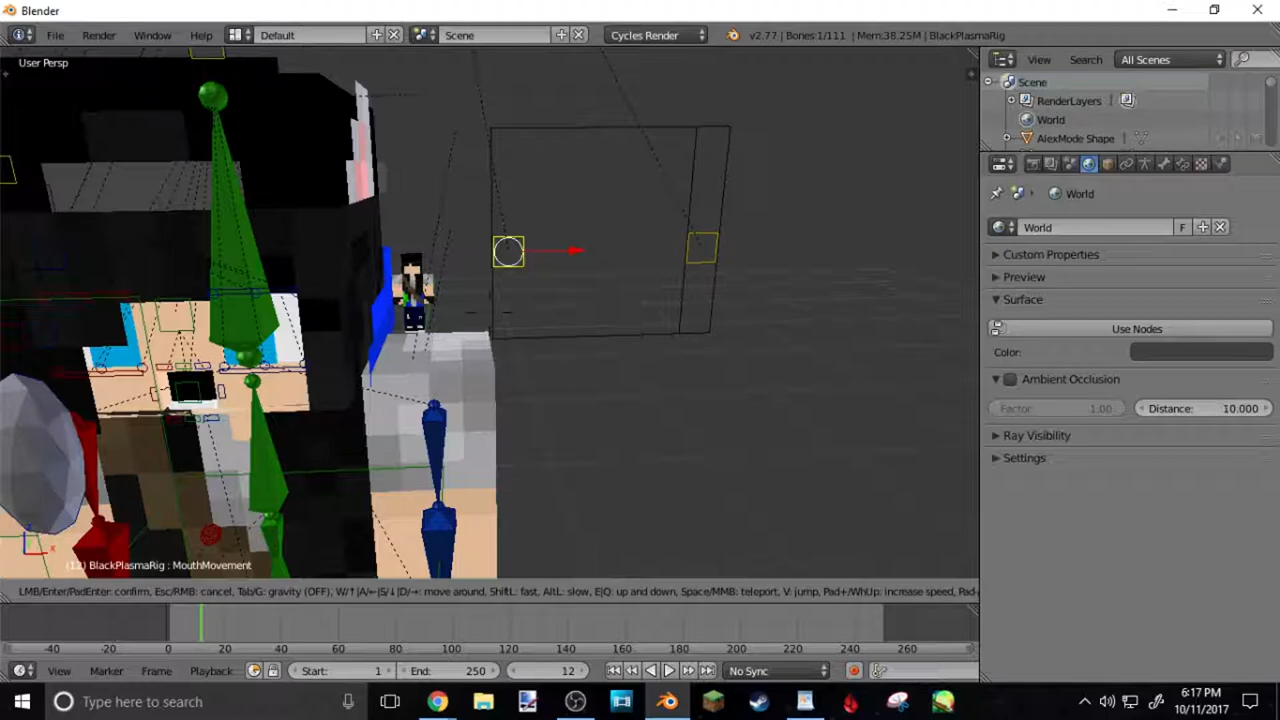 Blender
File Render Window Help Default Scene Cycles Render v2.77 | Bones:1/111 | Mem:38.25M | BlackPlasmaRig
User Persp
View Search All Scenes
Scene
RenderLayers
World
AlexMode Shape
World
World F
Custom Properties
Preview
Surface
Use Nodes
Color:
Ambient Occlusion
Factor: 1.00 Distance: 10.000
Ray Visibility
Settings
(12) BlackPlasmaRig : MouthMovement
LMB/Enter/PadEnter: confirm, Esc/RMB: cancel, Tab/G: gravity (OFF), W/↑|A/←|S/↓|D/→: move around, ShiftL: fast, AltL: slow, E|Q: up and down, Space/MMB: teleport, V: jump, Pad+/WhUp: increase speed, Pad-
-40 -20 0 20 40 60 80 100 120 140 160 180 200 220 240 260
View Marker Frame Playback Start: 1 End: 250 12 No Sync
Type here to search
6:17 PM
10/11/2017